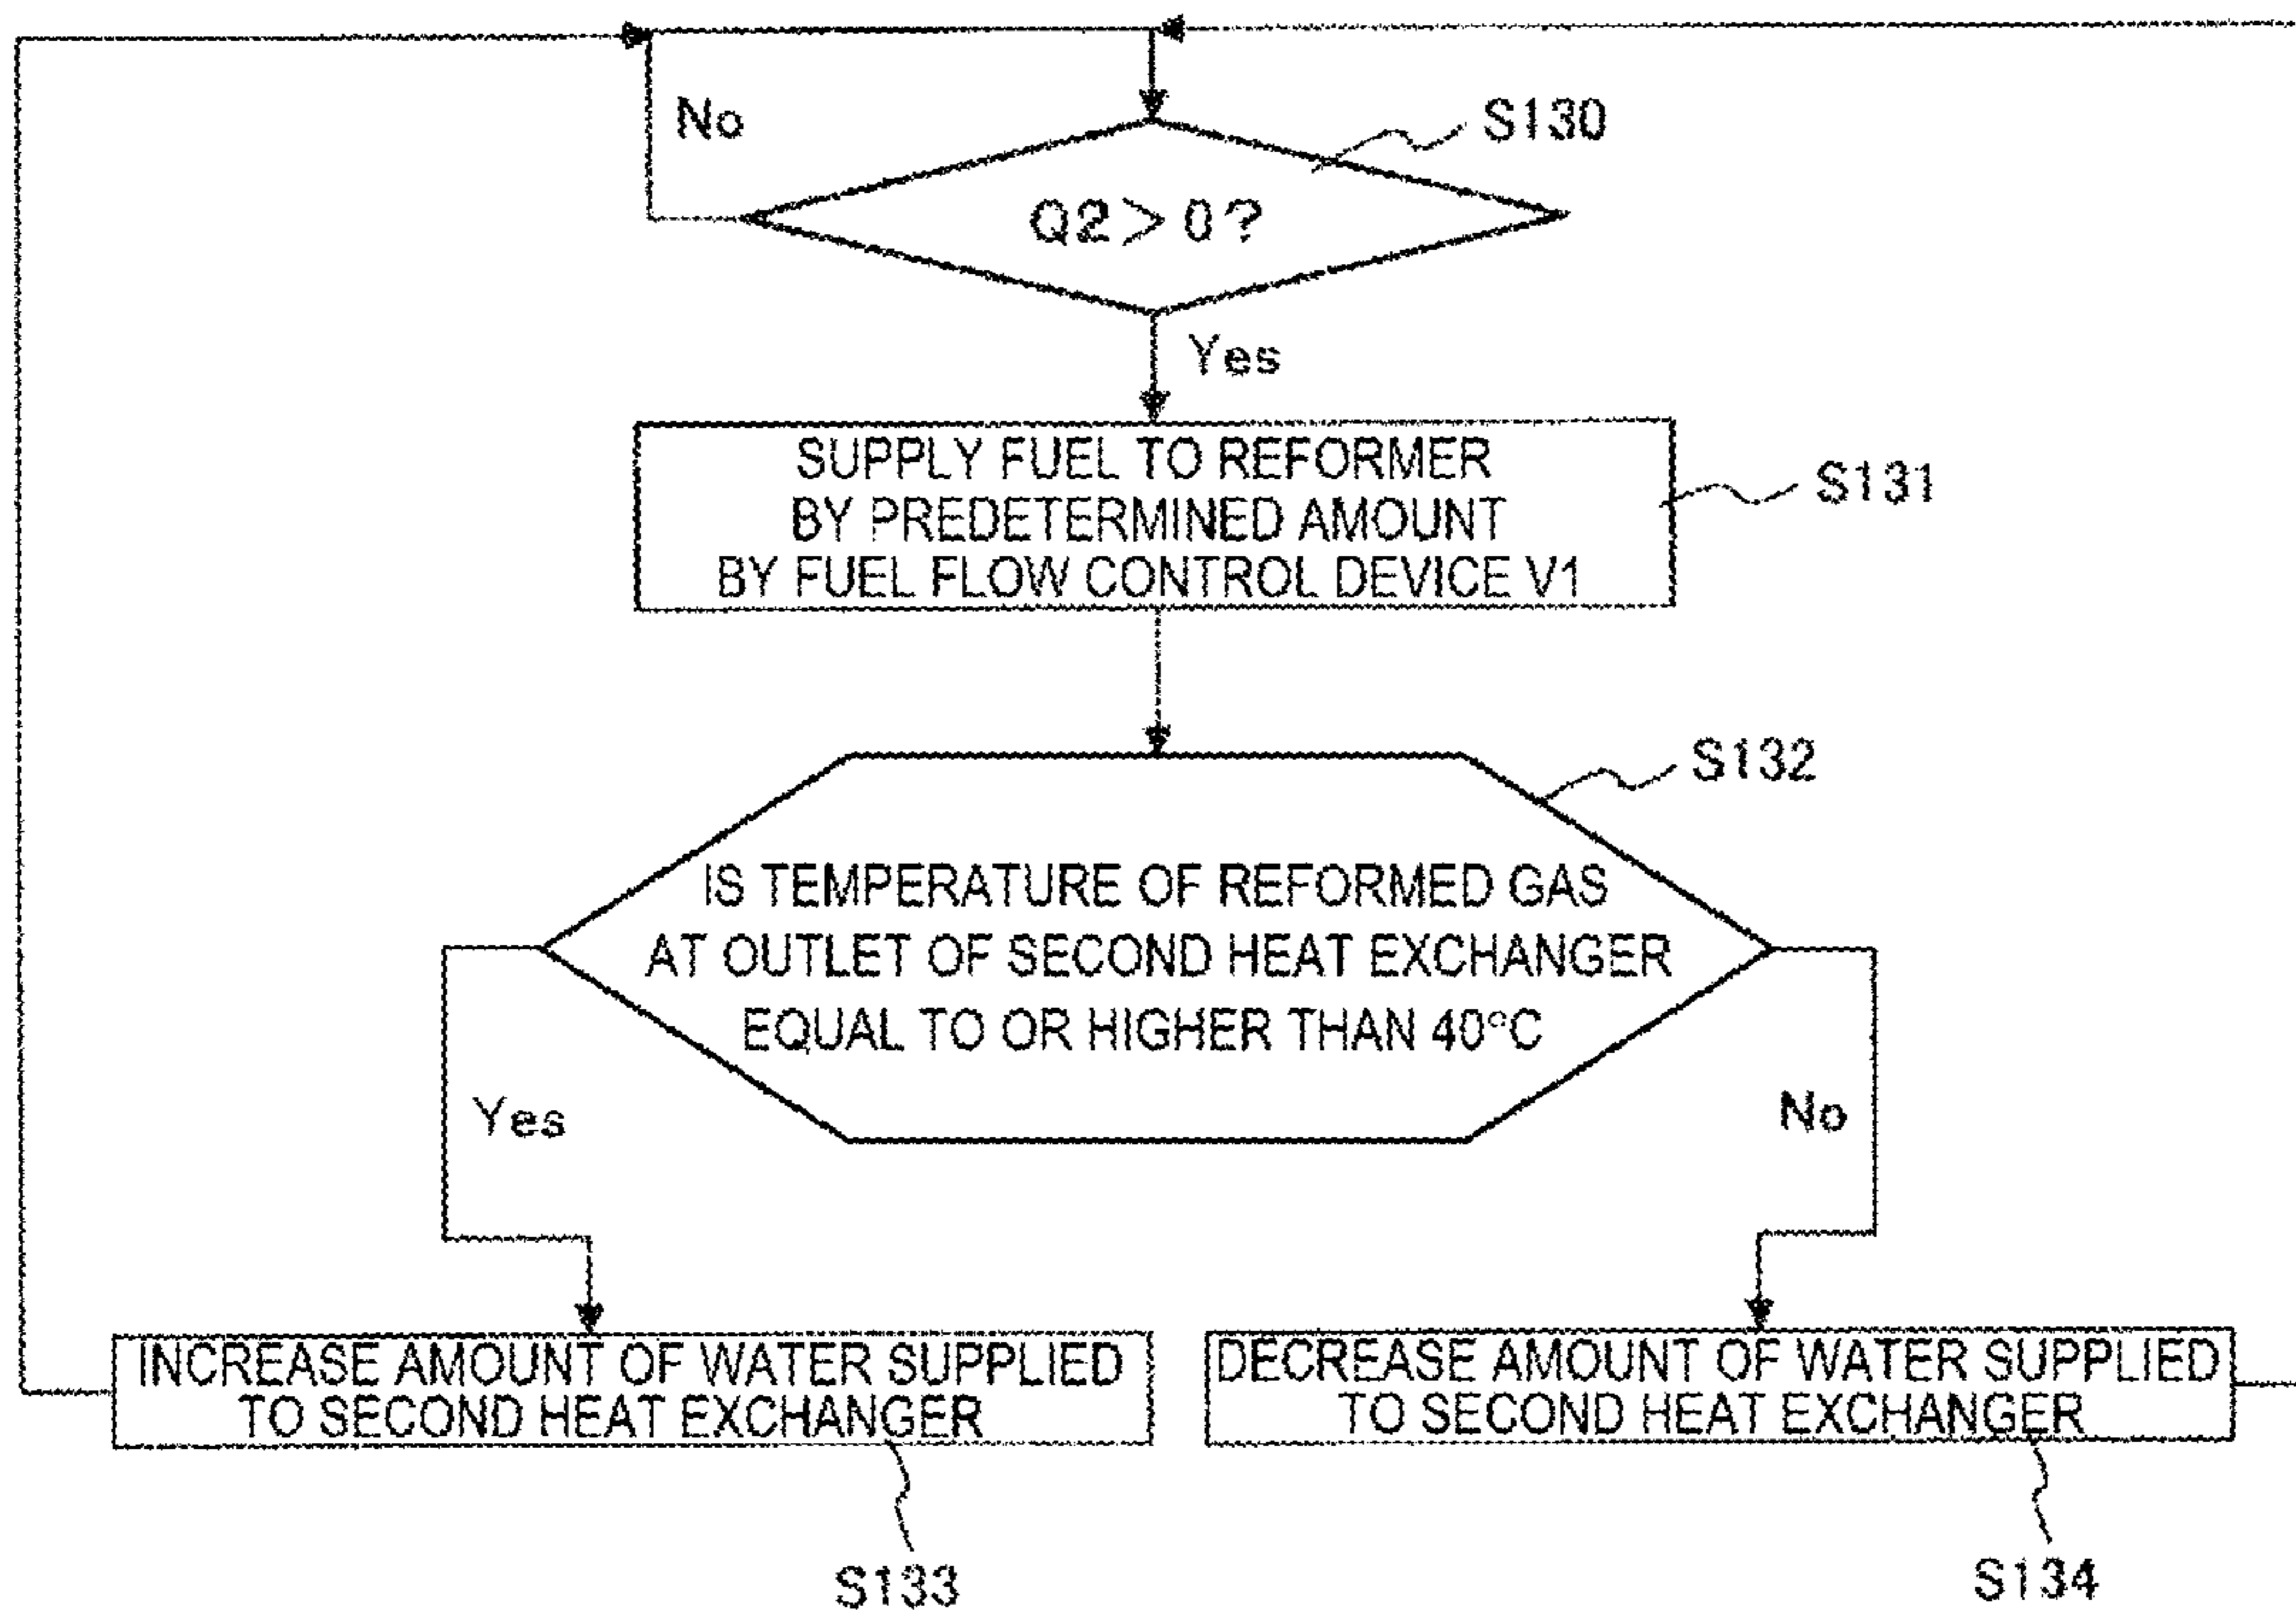 No
S130
Q2>0?
Yes
SUPPLY FUEL TO REFORMER
BY PREDETERMINED AMOUNT
BY FUEL FLOW CONTROL DEVICE V1
S131
S132
IS TEMPERATURE OF REFORMED GAS
AT OUTLET OF SECOND HEAT EXCHANGER
EQUAL TO OR HIGHER THAN 40°C
Yes
No
INCREASE AMOUNT OF WATER SUPPLIED
TO SECOND HEAT EXCHANGER
DECREASE AMOUNT OF WATER SUPPLIED
TO SECOND HEAT EXCHANGER
S133
S134